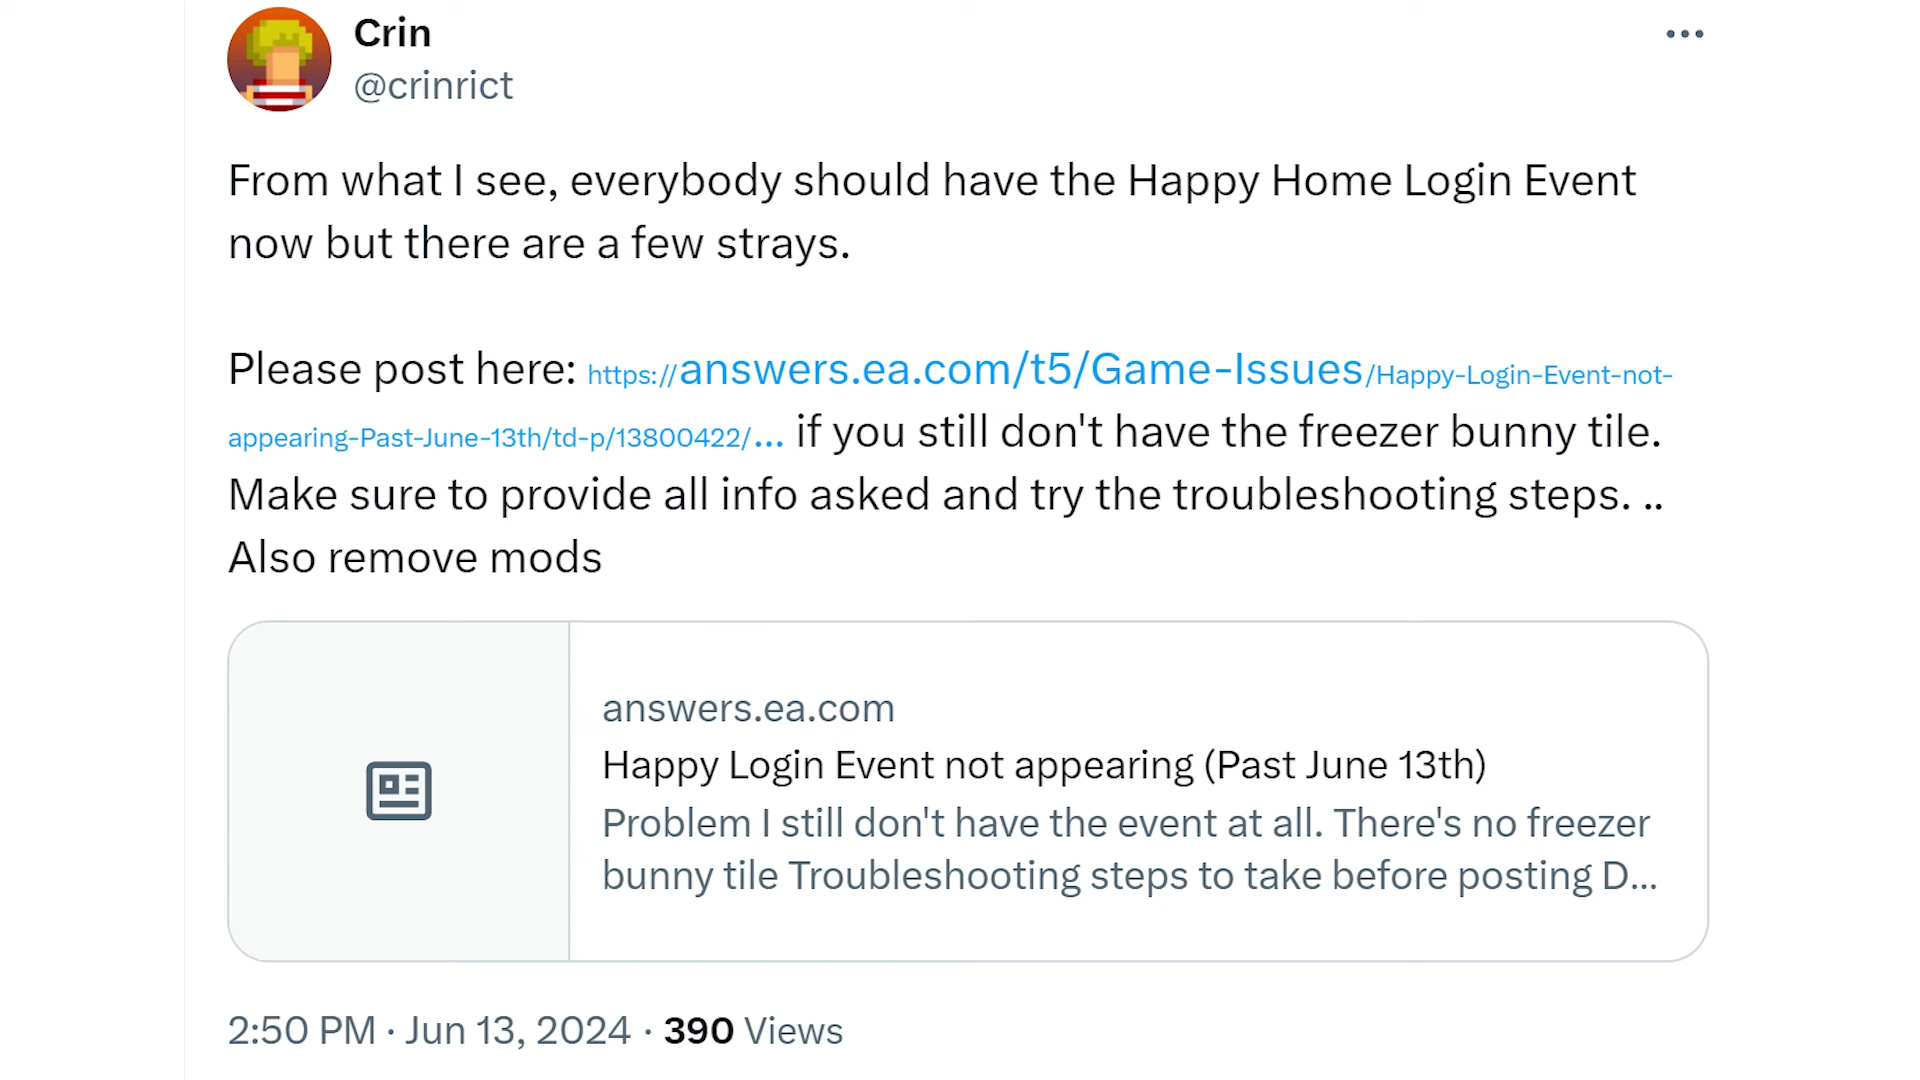 Crin
@crinrict
From what I see, everybody should have the Happy Home Login Event
now but there are a few strays.
Please post here: https://answers.ea.com/t5/Game-Issues/Happy-Login-Event-not-
appearing-Past-June-13th/td-p/13800422/... if you still don't have the freezer bunny tile.
Make sure to provide all info asked and try the troubleshooting steps. ..
Also remove mods
answers.ea.com
Happy Login Event not appearing (Past June 13th)
Problem I still don't have the event at all. There's no freezer
bunny tile Troubleshooting steps to take before posting D...
2:50 PM · Jun 13, 2024 · 390 Views